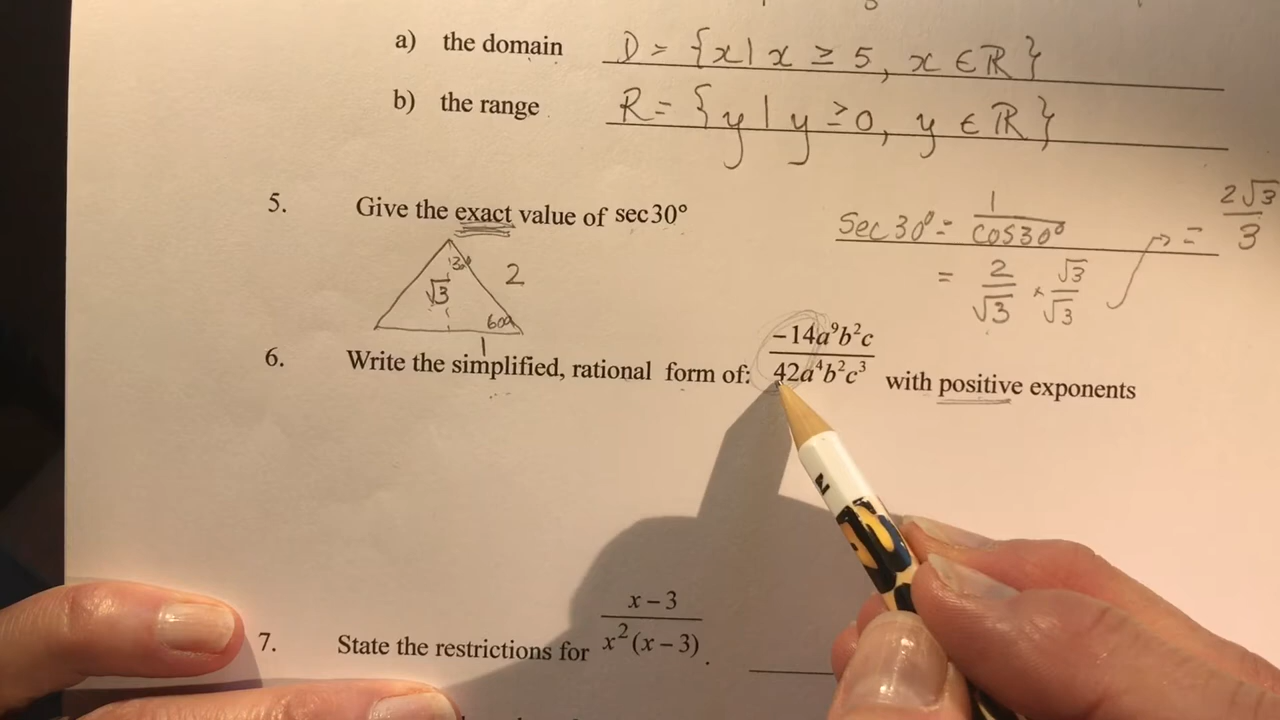 a) the domain D = {x | x ≥ 5, x ∈ ℝ}
b) the range R = {y | y ≥ 0, y ∈ ℝ}
5. Give the exact value of sec30°
sec30° = 1/cos30°
= 2/√3 × √3/√3
= 2√3/3
30
√3
2
60°
1
6. Write the simplified, rational form of: -14a⁹b²c / 42a⁴b²c³ with positive exponents
7. State the restrictions for x − 3 / x²(x − 3).